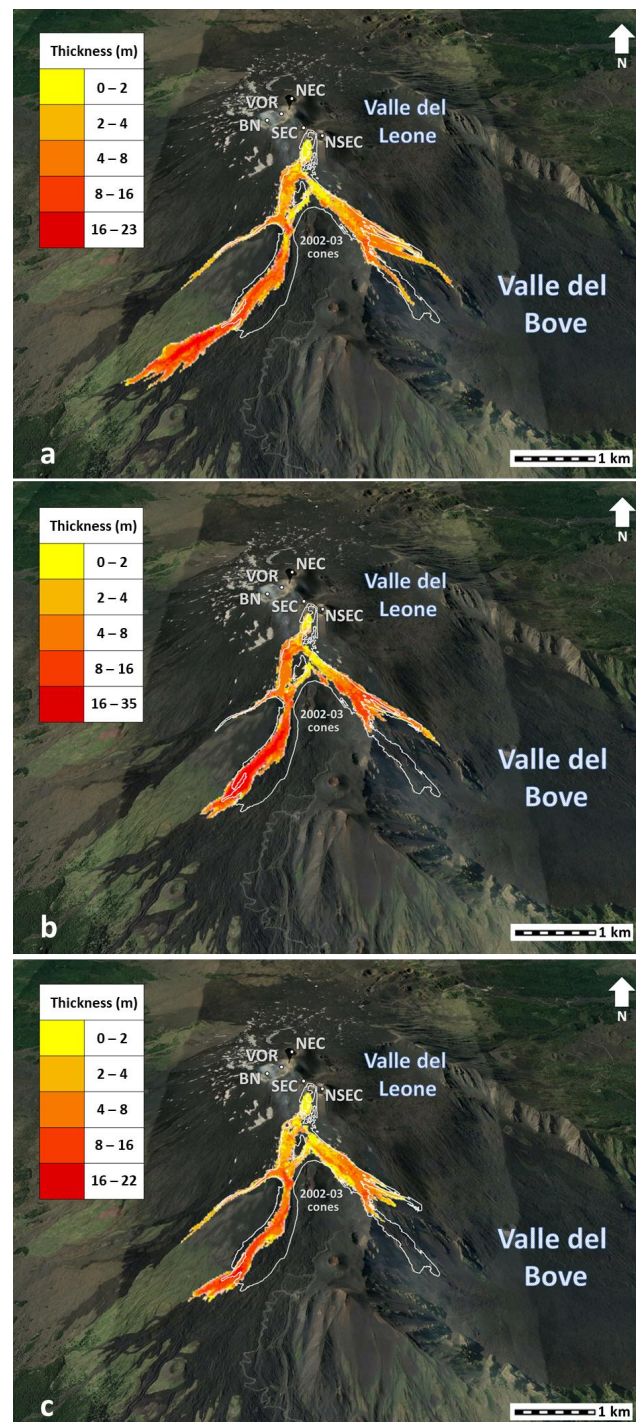 Thickness (m)
0 – 2
2 – 4
4 – 8
8 – 16
16 – 23
NEC
VOR
BN
SEC
NSEC
Valle del
Leone
N
2002-03
cones
Valle del
Bove
a
1 km
Thickness (m)
0 – 2
2 – 4
4 – 8
8 – 16
16 – 35
NEC
VOR
BN
SEC
NSEC
Valle del
Leone
N
2002-03
cones
Valle del
Bove
b
1 km
Thickness (m)
0 – 2
2 – 4
4 – 8
8 – 16
16 – 22
NEC
VOR
BN
SEC
NSEC
Valle del
Leone
N
2002-03
cones
Valle del
Bove
c
1 km